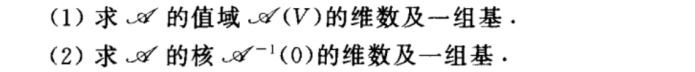 (1) 求 𝒜 的值域 𝒜(V)的维数及一组基.
(2) 求 𝒜 的核 𝒜⁻¹(0)的维数及一组基.